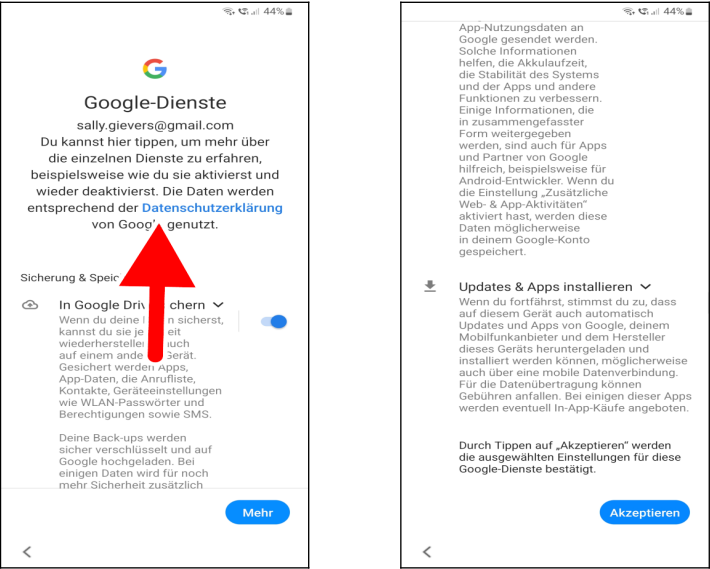 44%
Google-Dienste
sally.gievers@gmail.com
Du kannst hier tippen, um mehr über
die einzelnen Dienste zu erfahren,
beispielsweise wie du sie aktivierst und
wieder deaktivierst. Die Daten werden
entsprechend der Datenschutzerklärung
von Google genutzt.
Sicherung &
In Google chern
Wenn du deine sicherst,
kannst du sie
auch
auf einem Gerät.
Gesichert werden Apps,
App-Daten, die Anrufliste,
Kontakte, Geräteeinstellungen
wie WLAN-Passwörter und
Berechtigungen sowie SMS.
Deine Back-ups werden
sicher verschlüsselt und auf
Google hochgeladen. Bei
einigen Daten wird für noch
mehr Sicherheit zusätzlich
Mehr
44%
App-Nutzungsdaten an
Google gesendet werden.
Solche Informationen
helfen, die Akkulaufzeit,
die Stabilität des Systems
und der Apps und andere
Funktionen zu verbessern.
Einige Informationen, die
in zusammengefasster
Form weitergegeben
werden, sind auch für Apps
und Partner von Google
hilfreich, beispielsweise für
Android-Entwickler. Wenn du
die Einstellung „Zusätzliche
Web- & App-Aktivitäten"
aktiviert hast, werden diese
Daten möglicherweise
in deinem Google-Konto
gespeichert.
Updates & Apps installieren
Wenn du fortfährst, stimmst du zu, dass
auf diesem Gerät auch automatisch
Updates und Apps von Google, deinem
Mobilfunkanbieter und dem Hersteller
dieses Geräts heruntergeladen und
installiert werden können, möglicherweise
auch über eine mobile Datenverbindung.
Für die Datenübertragung können
Gebühren anfallen. Bei einigen dieser Apps
werden eventuell In-App-Käufe angeboten.
Durch Tippen auf „Akzeptieren" werden
die ausgewählten Einstellungen für diese
Google-Dienste bestätigt.
Akzeptieren